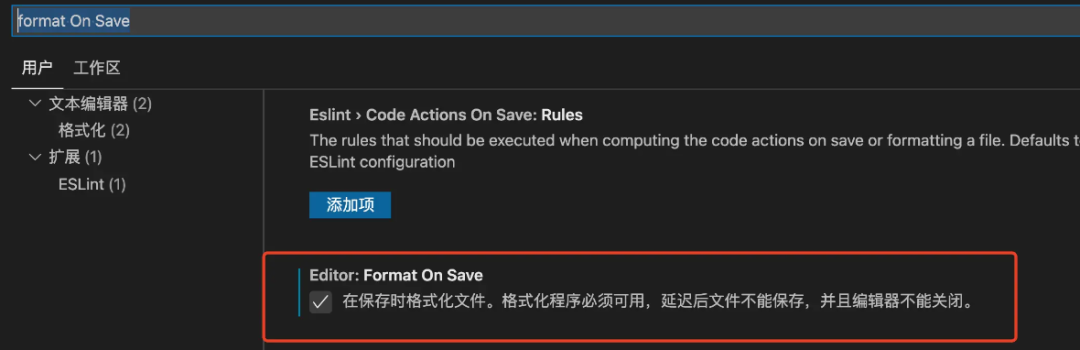 format On Save
用户 工作区
文本编辑器 (2)
格式化 (2)
扩展 (1)
ESLint (1)
Eslint › Code Actions On Save: Rules
The rules that should be executed when computing the code actions on save or formatting a file. Defaults t
ESLint configuration
添加项
Editor: Format On Save
在保存时格式化文件。格式化程序必须可用，延迟后文件不能保存，并且编辑器不能关闭。